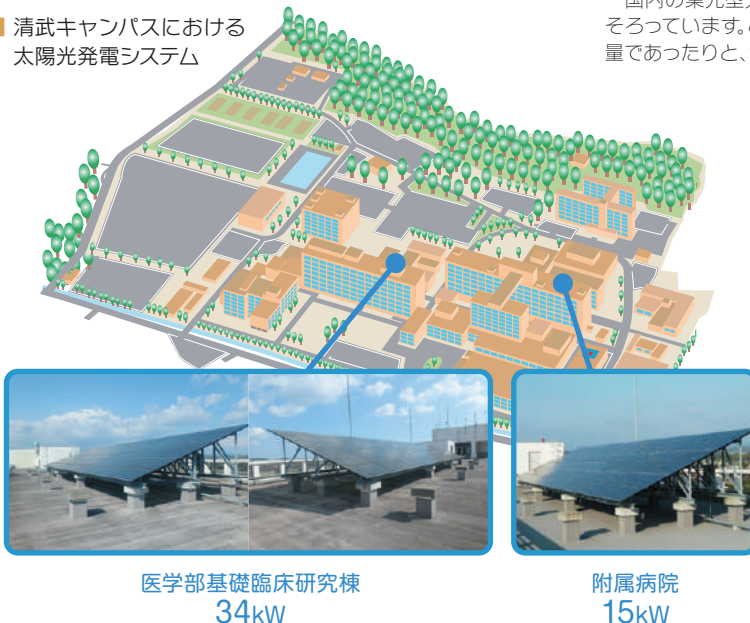 清武キャンパスにおける
太陽光発電システム
そろっています。
量であったりと、
医学部基礎臨床研究棟
34kW
附属病院
15kW